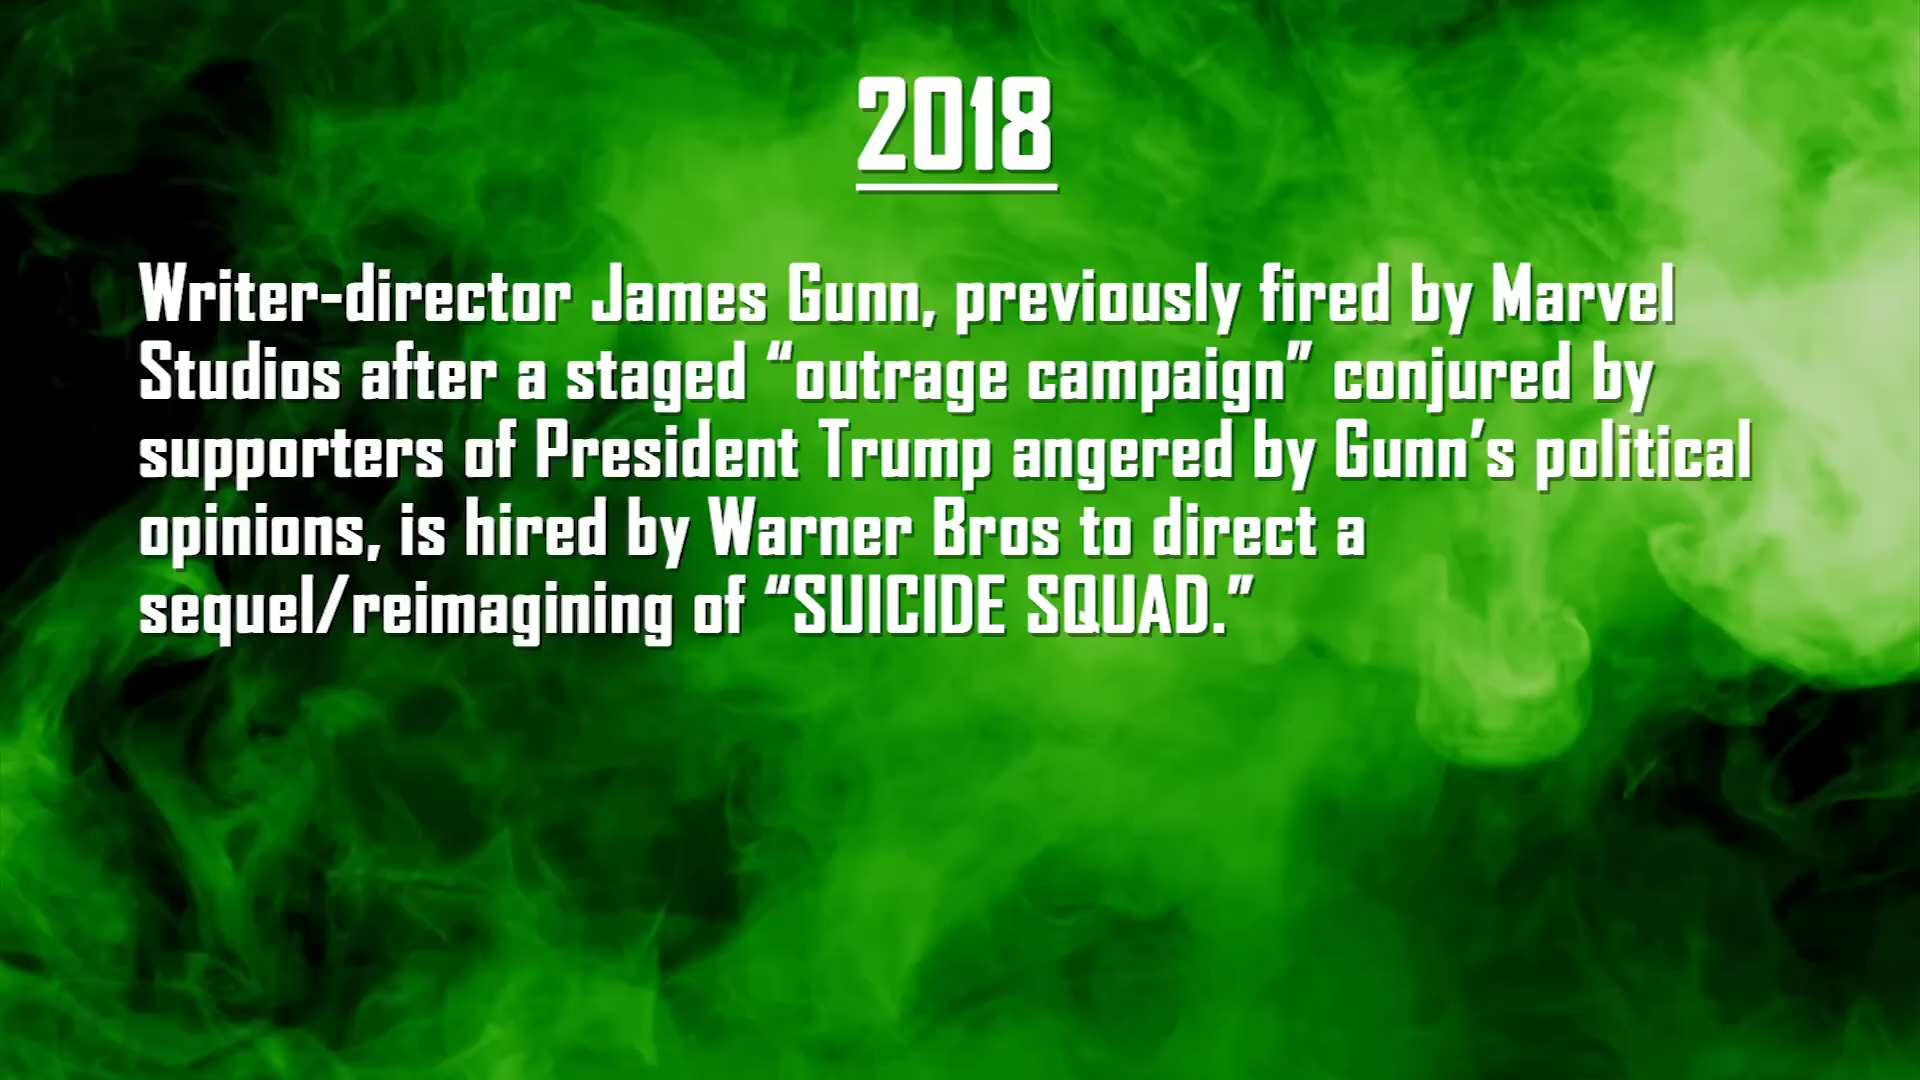 2018
Writer-director James Gunn, previously fired by Marvel
Studios after a staged “outrage campaign” conjured by
supporters of President Trump angered by Gunn’s political
opinions, is hired by Warner Bros to direct a
sequel/reimagining of “SUICIDE SQUAD.”